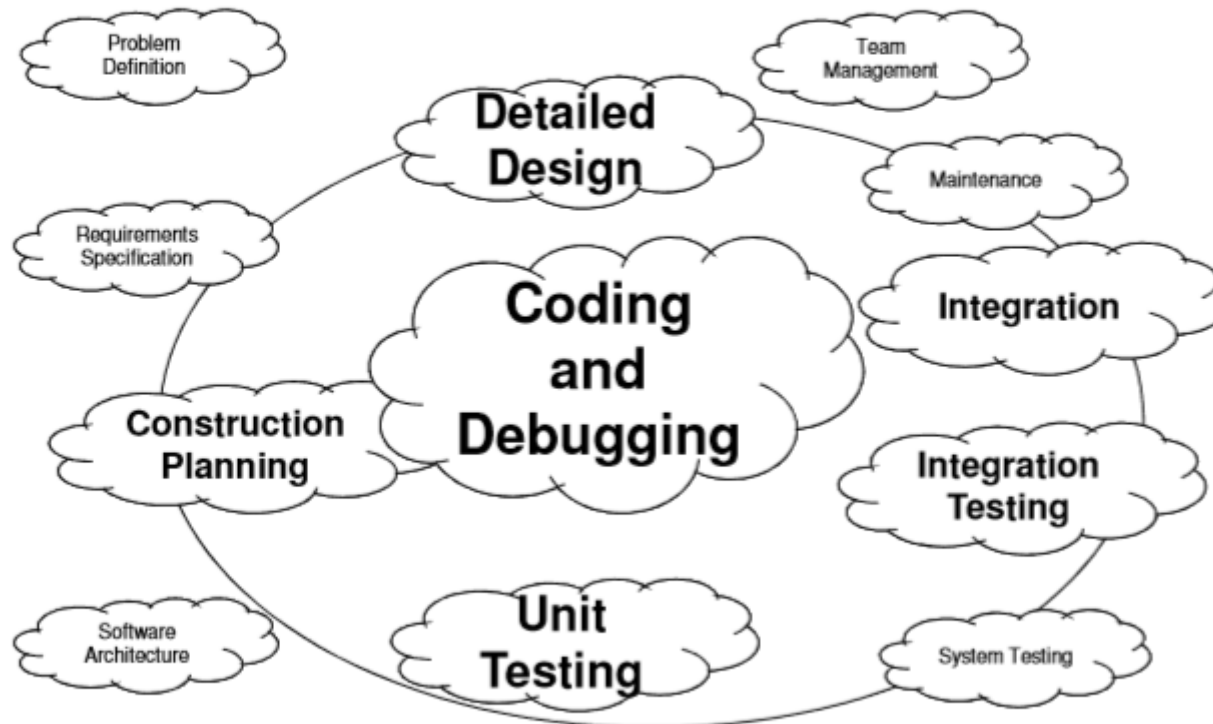 Problem
Definition
Team
Management
Detailed
Design
Maintenance
Requirements
Specification
Coding
and
Debugging
Integration
Construction
Planning
Integration
Testing
Unit
Testing
Software
Architecture
System Testing